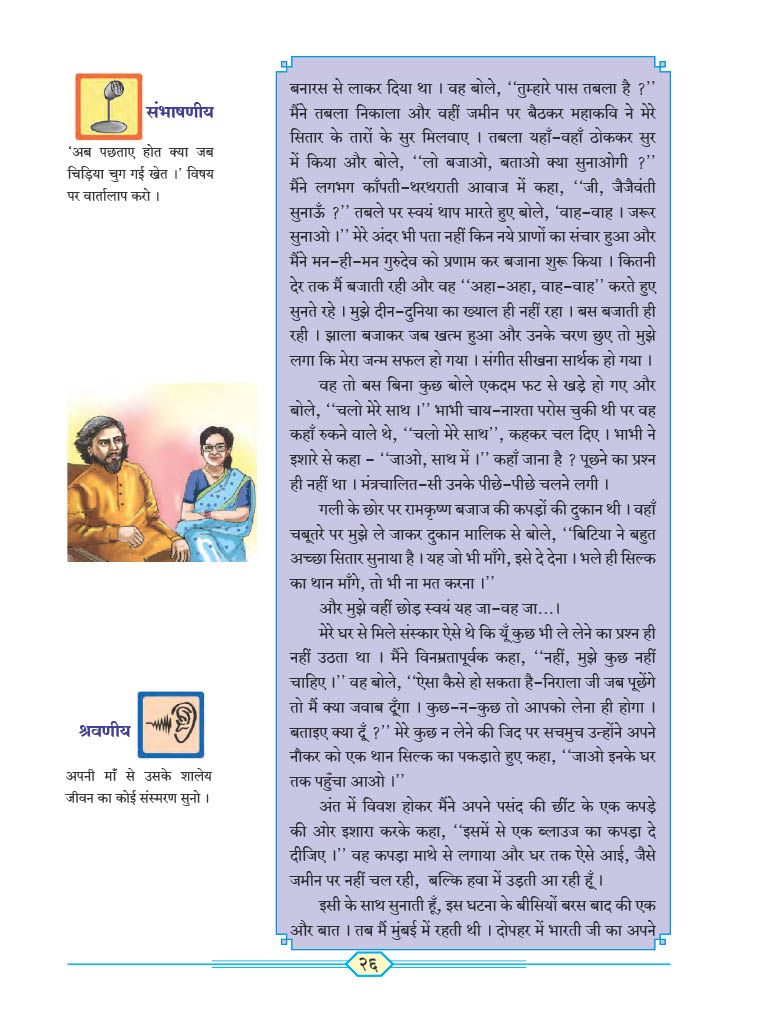 संभाषणीय
‘अब पछताए होत क्या जब
चिड़िया चुग गई खेत ।’ विषय
पर वार्तालाप करो ।
श्रवणीय
अपनी माँ से उसके शालेय
जीवन का कोई संस्मरण सुनो ।
बनारस से लाकर दिया था । वह बोले, ‘‘तुम्हारे पास तबला है ?’’
मैंने तबला निकाला और वहीं जमीन पर बैठकर महाकवि ने मेरे
सितार के तारों के सुर मिलवाए । तबला यहाँ-वहाँ ठोककर सुर
में किया और बोले, ‘‘लो बजाओ, बताओ क्या सुनाओगी ?’’
मैंने लगभग काँपती-थरथराती आवाज में कहा, ‘‘जी, जैजैवंती
सुनाऊँ ?’’ तबले पर स्वयं थाप मारते हुए बोले, ‘वाह-वाह । जरूर
सुनाओ ।’’ मेरे अंदर भी पता नहीं किन नये प्राणों का संचार हुआ और
मैंने मन-ही-मन गुरुदेव को प्रणाम कर बजाना शुरू किया । कितनी
देर तक मैं बजाती रही और वह ‘‘अहा-अहा, वाह-वाह’’ करते हुए
सुनते रहे । मुझे दीन-दुनिया का ख्याल ही नहीं रहा । बस बजाती ही
रही । झाला बजाकर जब खत्म हुआ और उनके चरण छुए तो मुझे
लगा कि मेरा जन्म सफल हो गया । संगीत सीखना सार्थक हो गया ।
वह तो बस बिना कुछ बोले एकदम फट से खड़े हो गए और
बोले, ‘‘चलो मेरे साथ ।’’ भाभी चाय-नाश्ता परोस चुकी थी पर वह
कहाँ रुकने वाले थे, ‘‘चलो मेरे साथ’’, कहकर चल दिए । भाभी ने
इशारे से कहा - ‘‘जाओ, साथ में ।’’ कहाँ जाना है ? पूछने का प्रश्न
ही नहीं था । मंत्रचालित-सी उनके पीछे-पीछे चलने लगी ।
गली के छोर पर रामकृष्ण बजाज की कपड़ों की दुकान थी । वहाँ
चबूतरे पर मुझे ले जाकर दुकान मालिक से बोले, ‘‘बिटिया ने बहुत
अच्छा सितार सुनाया है । यह जो भी माँगे, इसे दे देना । भले ही सिल्क
का थान माँगे, तो भी ना मत करना ।’’
और मुझे वहीं छोड़ स्वयं यह जा-वह जा...।
मेरे घर से मिले संस्कार ऐसे थे कि यूँ कुछ भी ले लेने का प्रश्न ही
नहीं उठता था । मैंने विनम्रतापूर्वक कहा, ‘‘नहीं, मुझे कुछ नहीं
चाहिए ।’’ वह बोले, ‘‘ऐसा कैसे हो सकता है-निराला जी जब पूछेंगे
तो मैं क्या जवाब दूँगा । कुछ-न-कुछ तो आपको लेना ही होगा ।
बताइए क्या दूँ ?’’ मेरे कुछ न लेने की जिद पर सचमुच उन्होंने अपने
नौकर को एक थान सिल्क का पकड़ाते हुए कहा, ‘‘जाओ इनके घर
तक पहुँचा आओ ।’’
अंत में विवश होकर मैंने अपने पसंद की छींट के एक कपड़े
की ओर इशारा करके कहा, ‘‘इसमें से एक ब्लाउज का कपड़ा दे
दीजिए ।’’ वह कपड़ा माथे से लगाया और घर तक ऐसे आई, जैसे
जमीन पर नहीं चल रही, बल्कि हवा में उड़ती आ रही हूँ ।
इसी के साथ सुनाती हूँ, इस घटना के बीसियों बरस बाद की एक
और बात । तब मैं मुंबई में रहती थी । दोपहर में भारती जी का अपने
२६